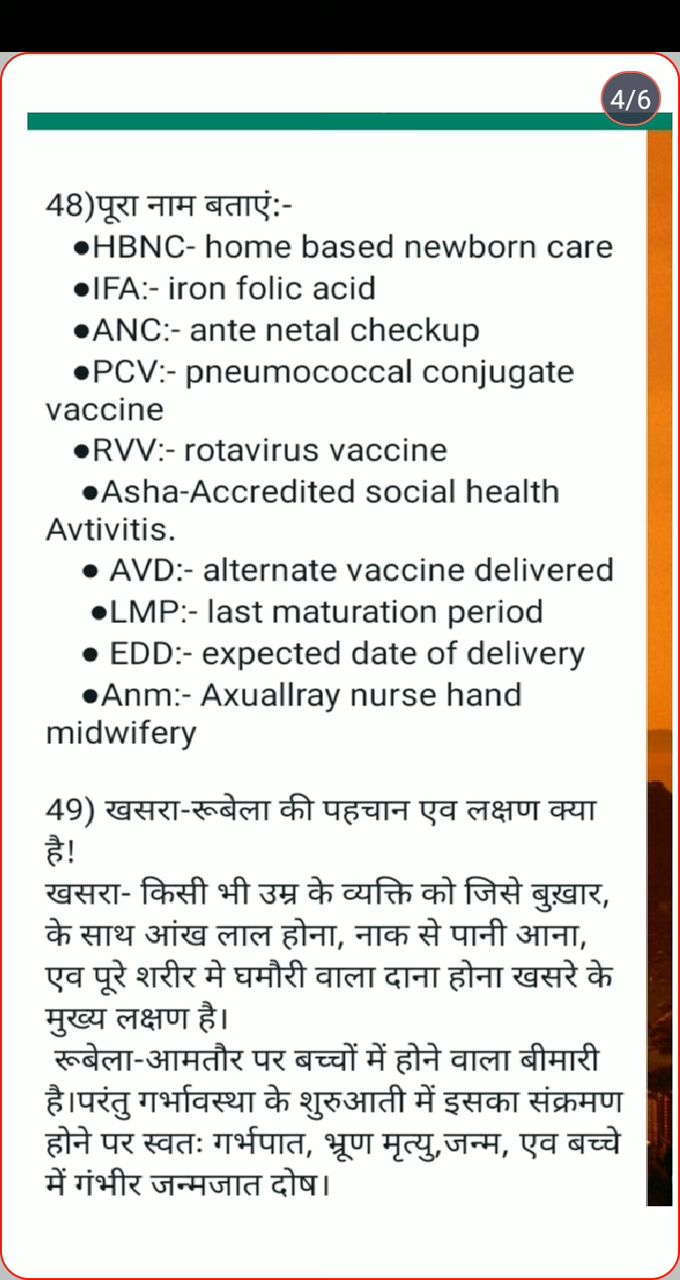 4/6
48)पूरा नाम बताएं:-
●HBNC- home based newborn care
●IFA:- iron folic acid
●ANC:- ante netal checkup
●PCV:- pneumococcal conjugate
vaccine
●RVV:- rotavirus vaccine
●Asha-Accredited social health
Avtivitis.
● AVD:- alternate vaccine delivered
●LMP:- last maturation period
● EDD:- expected date of delivery
●Anm:- Axuallray nurse hand
midwifery
49) खसरा-रूबेला की पहचान एव लक्षण क्या
है!
खसरा- किसी भी उम्र के व्यक्ति को जिसे बुख़ार,
के साथ आंख लाल होना, नाक से पानी आना,
एव पूरे शरीर मे घमौरी वाला दाना होना खसरे के
मुख्य लक्षण है।
रूबेला-आमतौर पर बच्चों में होने वाला बीमारी
है।परंतु गर्भावस्था के शुरुआती में इसका संक्रमण
होने पर स्वतः गर्भपात, भ्रूण मृत्यु,जन्म, एव बच्चे
में गंभीर जन्मजात दोष।